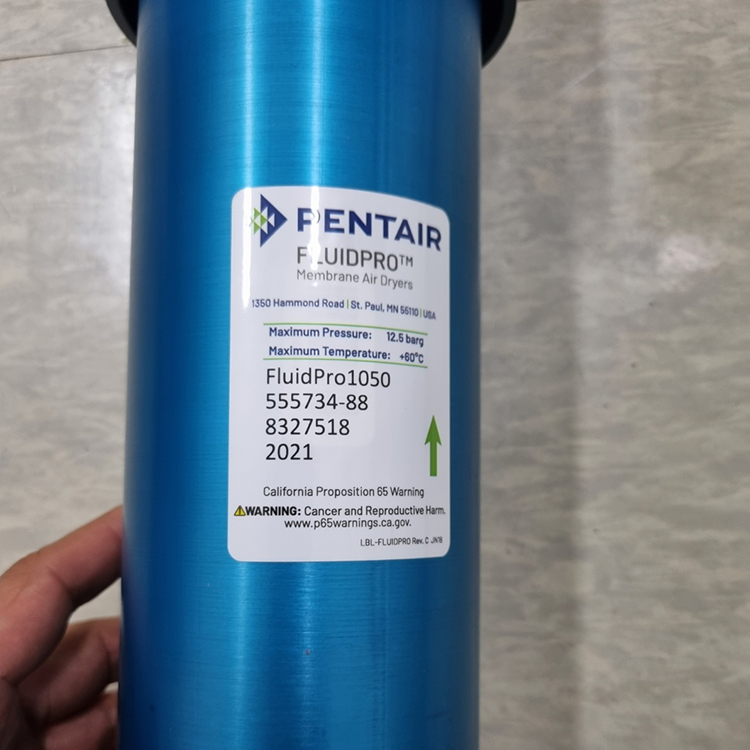 PENTAIR
FLUIDPRO™
Membrane Air Dryers
1350 Hammond Road | St. Paul, MN 55110 | USA
Maximum Pressure: 12.5 barg
Maximum Temperature: +60°C
FluidPro1050
555734-88
8327518
2021
California Proposition 65 Warning
⚠WARNING: Cancer and Reproductive Harm.
www.p65warnings.ca.gov.
LBL-FLUIDPRO Rev. C JN18